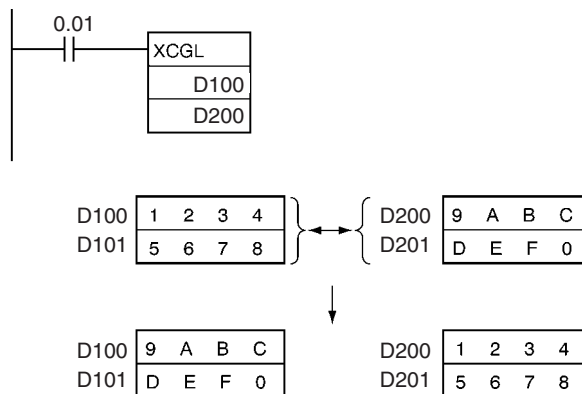 0.01
XCGL
D100
D200
D100 1 2 3 4
D101 5 6 7 8
D200 9 A B C
D201 D E F 0
D100 9 A B C
D101 D E F 0
D200 1 2 3 4
D201 5 6 7 8